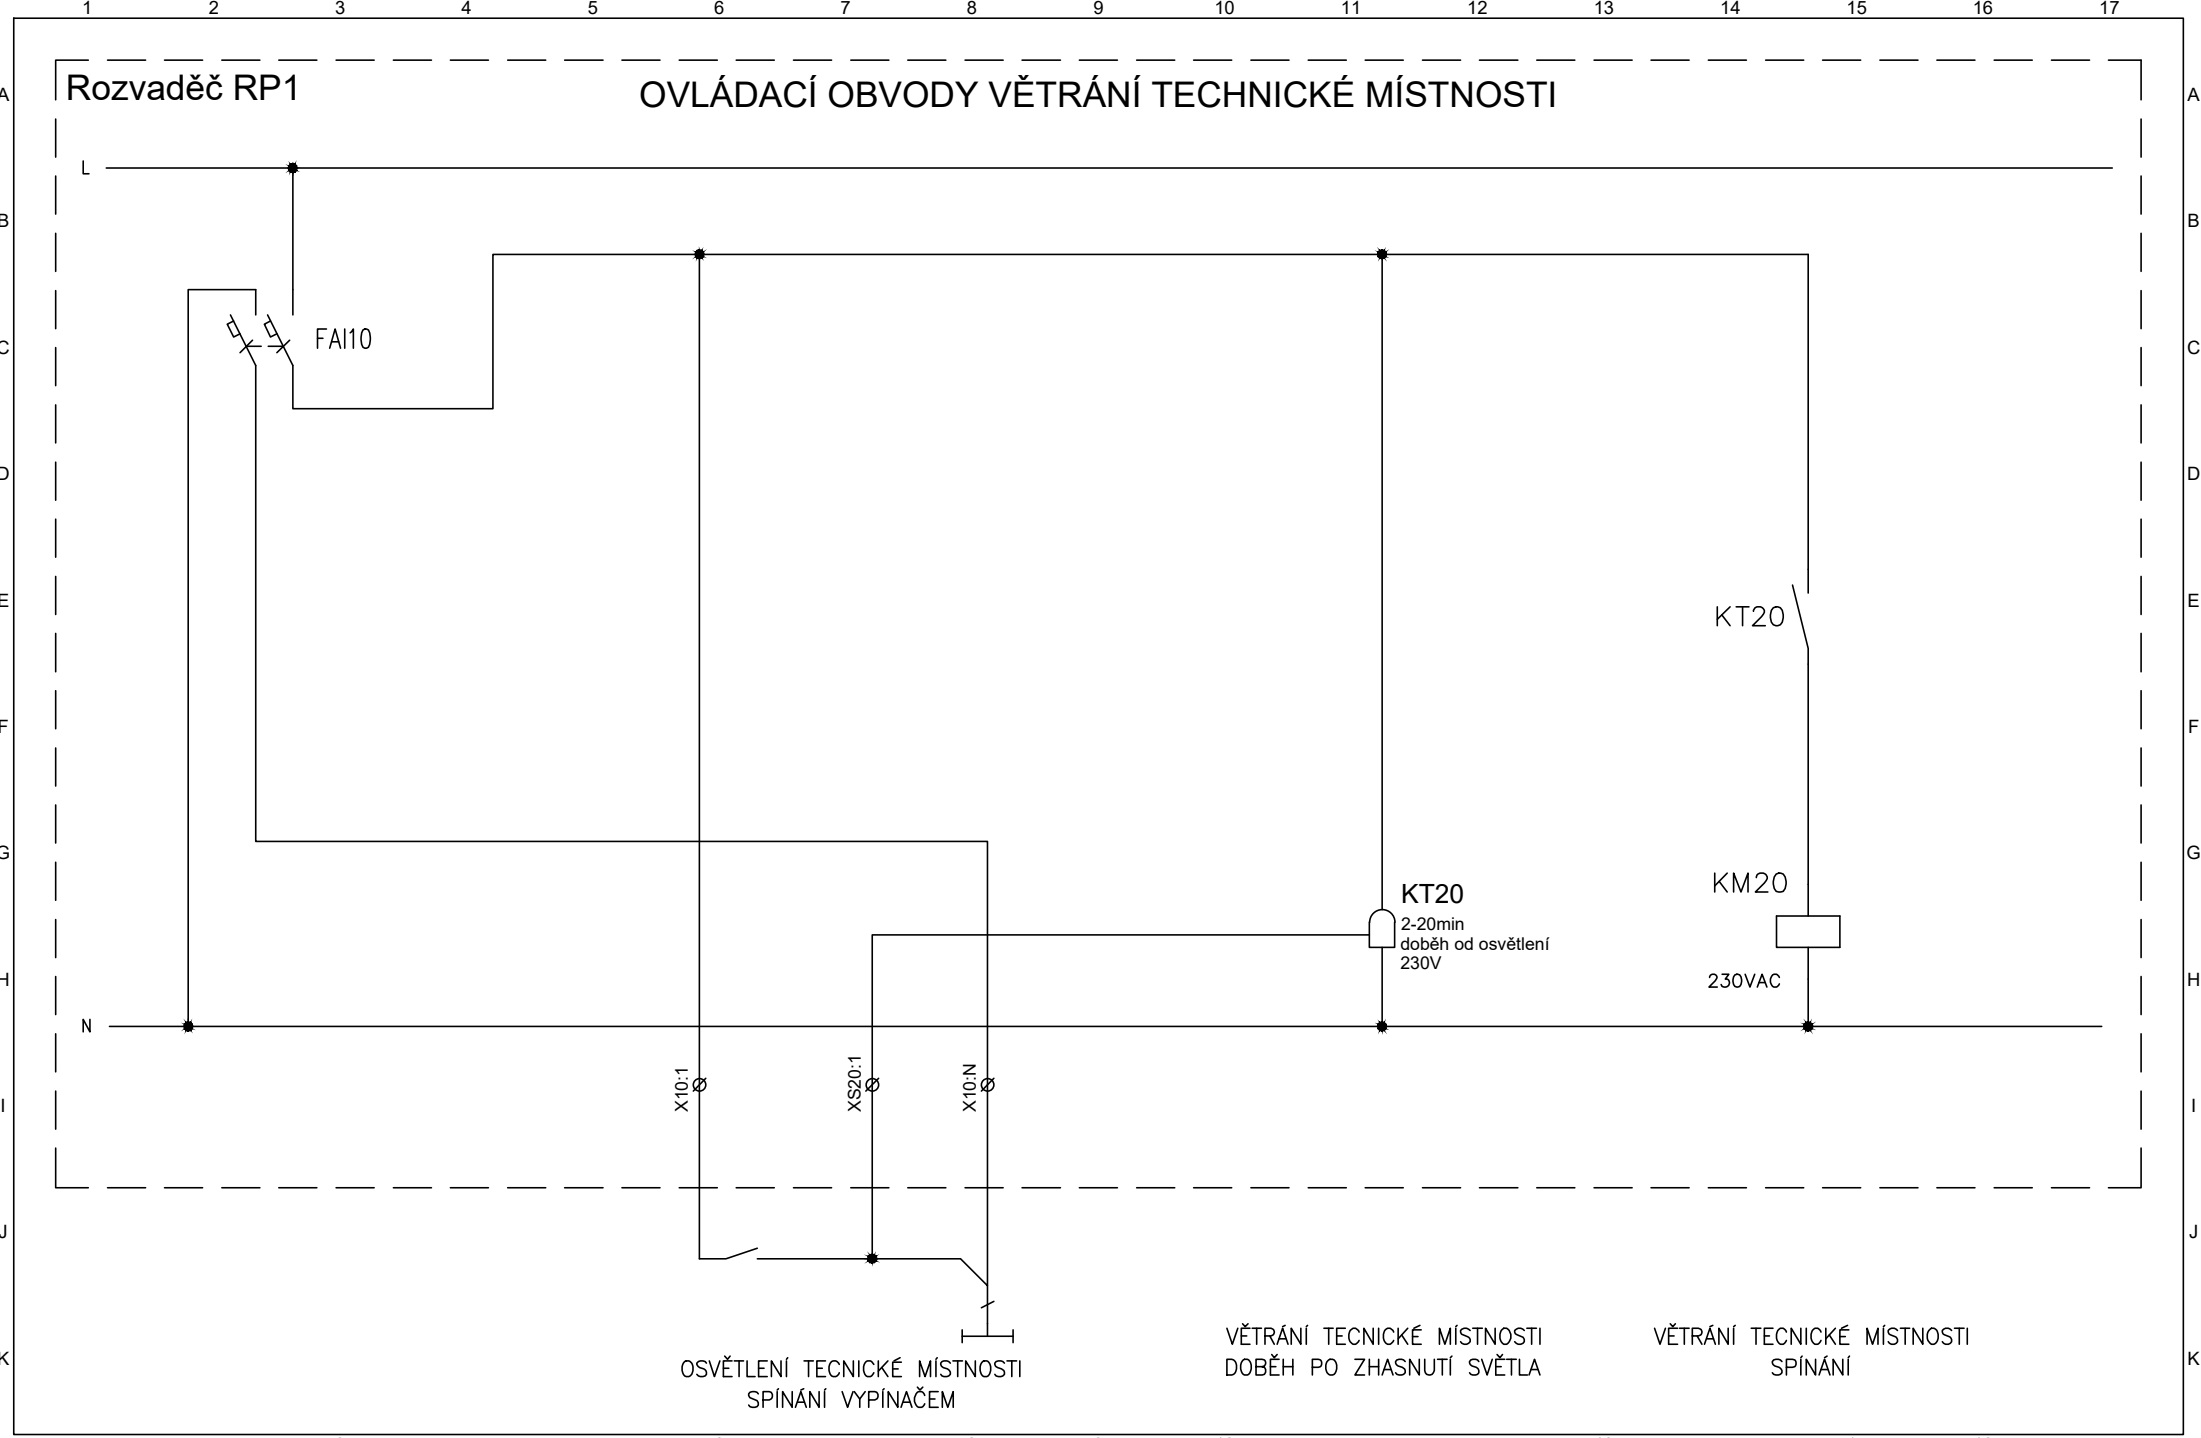 1 2 3 4 5 6 7 8 9 10 11 12 13 14 15 16 17
A A
Rozvaděč RP1
OVLÁDACÍ OBVODY VĚTRÁNÍ TECHNICKÉ MÍSTNOSTI
L
B B
FAI10
C C
D D
E E
KT20
F F
G G
KM20
KT20
2-20min
doběh od osvětlení
230V
H H
230VAC
N
X10:1
XS20:1
X10:N
I I
J J
K K
OSVĚTLENÍ TECNICKÉ MÍSTNOSTI
SPÍNÁNÍ VYPÍNAČEM
VĚTRÁNÍ TECNICKÉ MÍSTNOSTI
DOBĚH PO ZHASNUTÍ SVĚTLA
VĚTRÁNÍ TECNICKÉ MÍSTNOSTI
SPÍNÁNÍ